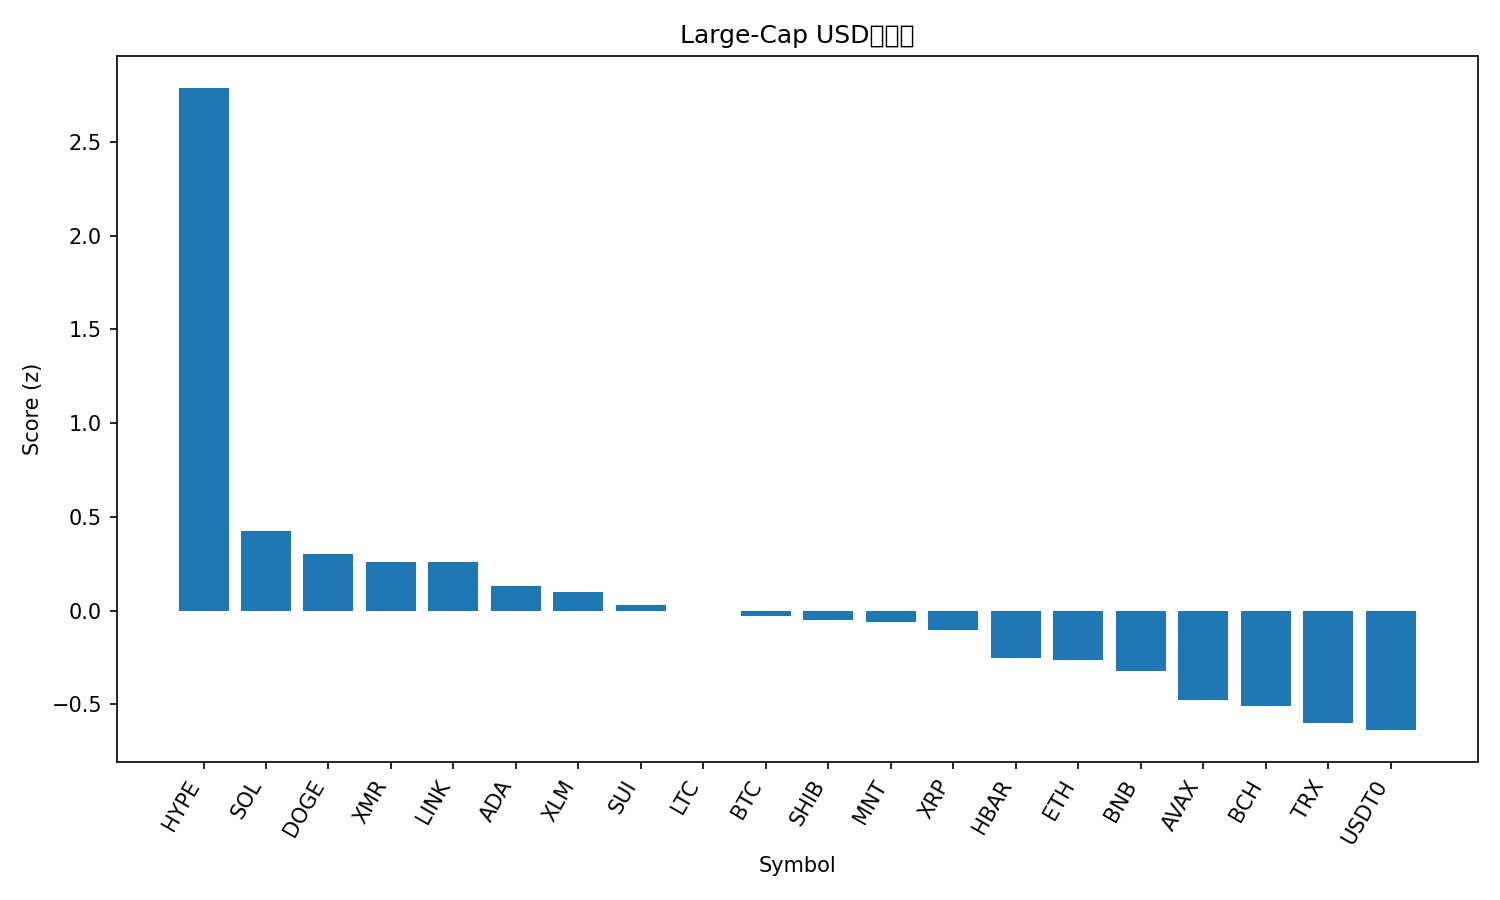 Large-Cap USD
Score (z)
2.5
2.0
1.5
1.0
0.5
0.0
−0.5
HYPE
SOL
DOGE
XMR
LINK
ADA
XLM
SUI
LTC
BTC
SHIB
MNT
XRP
HBAR
ETH
BNB
AVAX
BCH
TRX
USDT0
Symbol